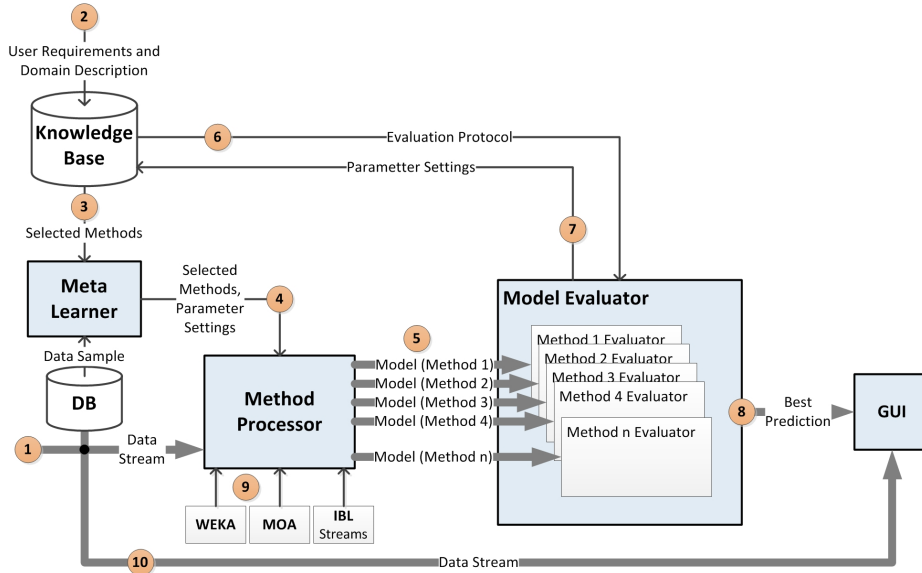 2
User Requirements and
Domain Description
Knowledge
Base
6
Evaluation Protocol
Parametter Settings
3
Selected Methods
7
Meta
Learner
Selected
Methods,
Parameter
Settings
4
Model Evaluator
Data Sample
DB
5
Method
Processor
Model (Method 1)
Model (Method 2)
Model (Method 3)
Model (Method 4)
Model (Method n)
Method 1 Evaluator
Method 2 Evaluator
Method 3 Evaluator
Method 4 Evaluator
Method n Evaluator
8
Best
Prediction
GUI
1
Data
Stream
9
WEKA
MOA
IBL
Streams
10
Data Stream